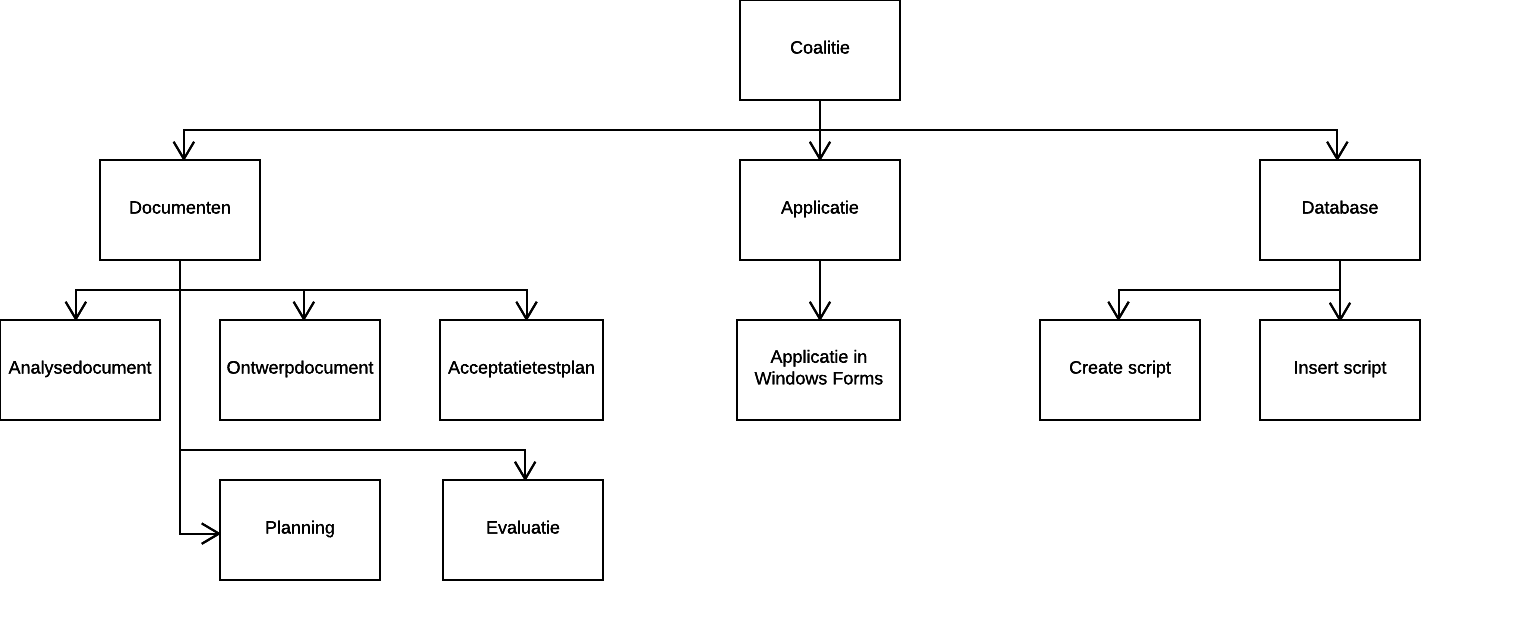 Coalitie
Documenten
Applicatie
Database
Analysedocument
Ontwerpdocument
Acceptatietestplan
Applicatie in
Windows Forms
Create script
Insert script
Planning
Evaluatie